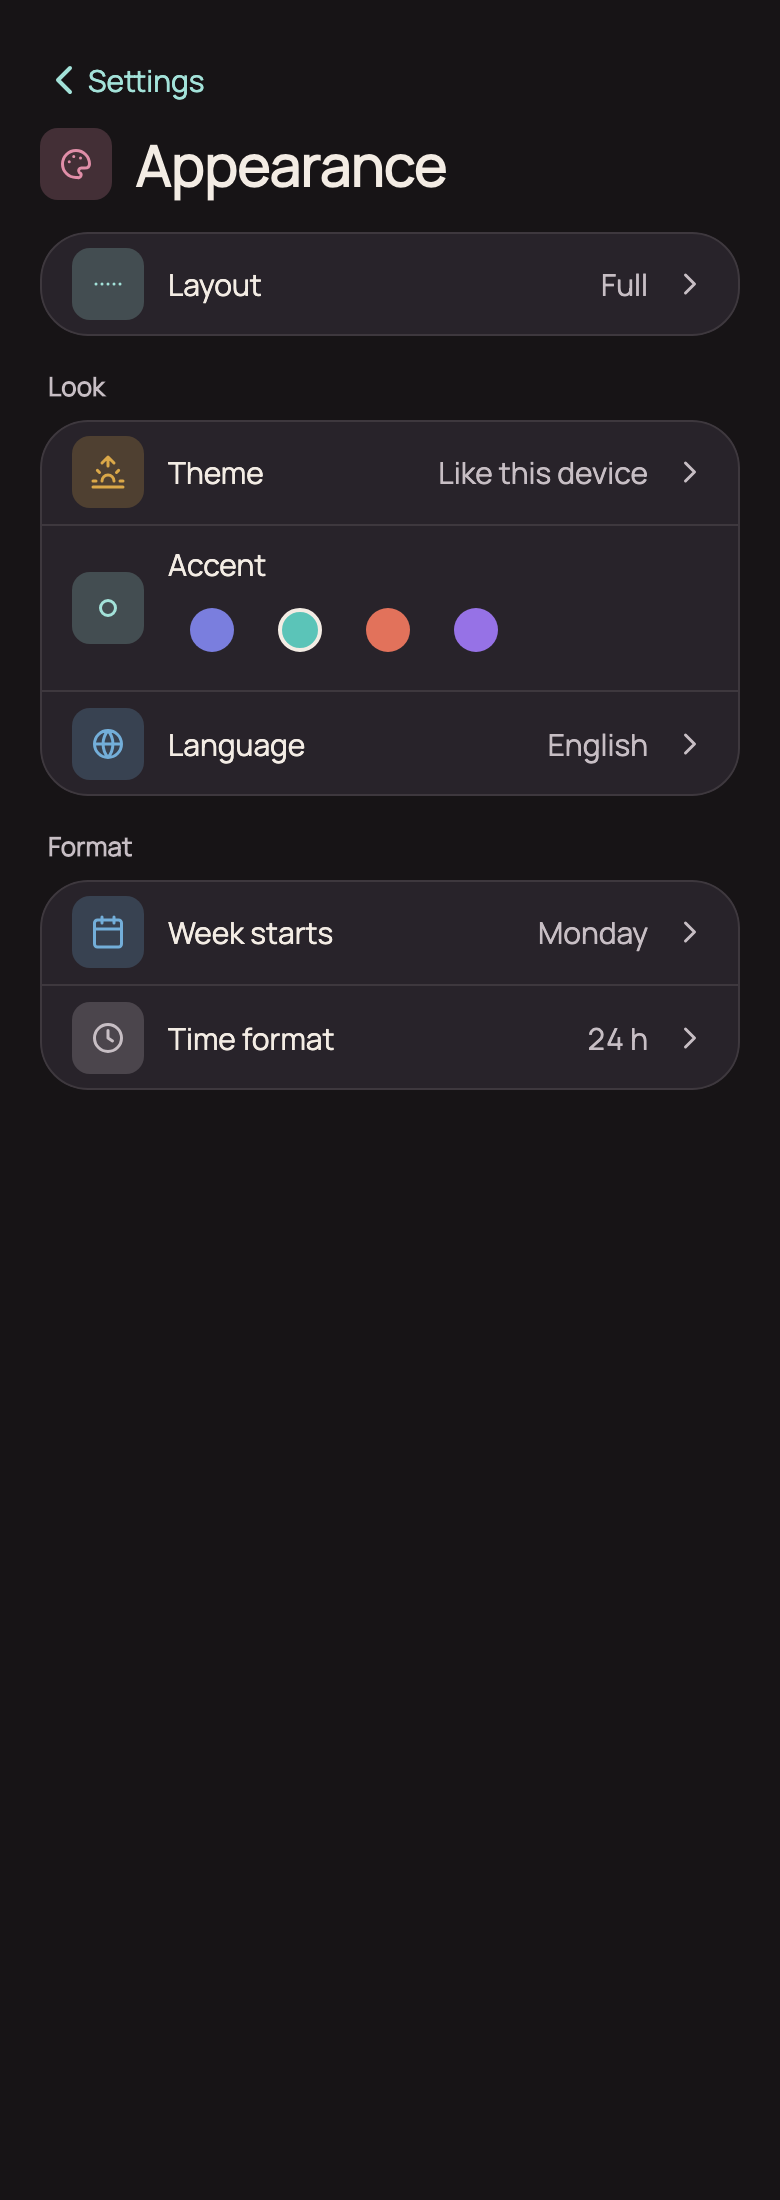 Settings
Appearance
Layout Full
Look
Theme Like this device
Accent
Language English
Format
Week starts Monday
Time format 24 h